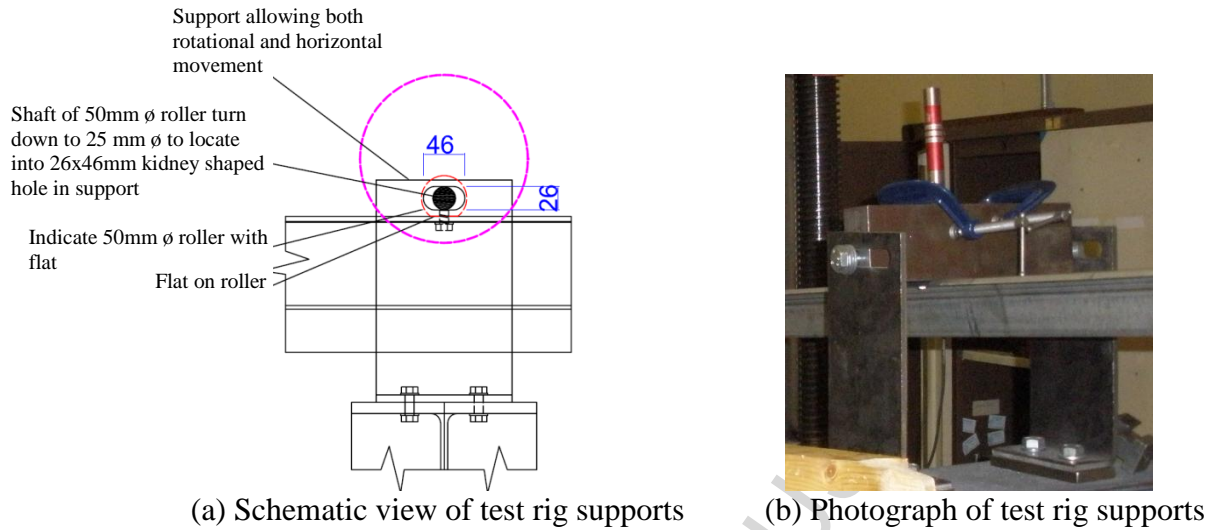 Support allowing both
rotational and horizontal
movement
Shaft of 50mm ø roller turn
down to 25 mm ø to locate
into 26x46mm kidney shaped
hole in support
46
26
Indicate 50mm ø roller with
flat
Flat on roller
(a) Schematic view of test rig supports
(b) Photograph of test rig supports